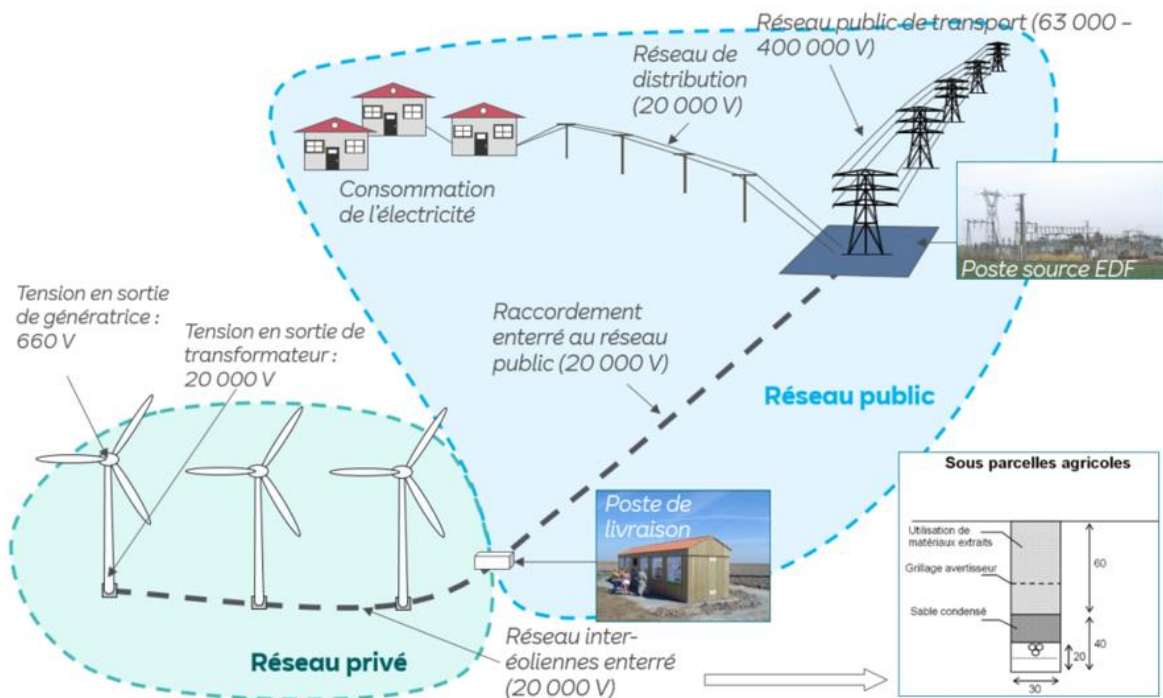 Réseau public de transport (63 000 –
400 000 V)
Réseau de
distribution
(20 000 V)
Consommation
de l'électricité
Poste source EDF
Tension en sortie
de génératrice :
660 V
Tension en sortie de
transformateur :
20 000 V
Raccordement
enterré au réseau
public (20 000 V)
Réseau public
Poste de
livraison
Réseau privé
Réseau inter-
éoliennes enterré
(20 000 V)
Sous parcelles agricoles
Utilisation de
matériaux extraits
Grillage avertisseur
Sable condensé
60
40
20
30